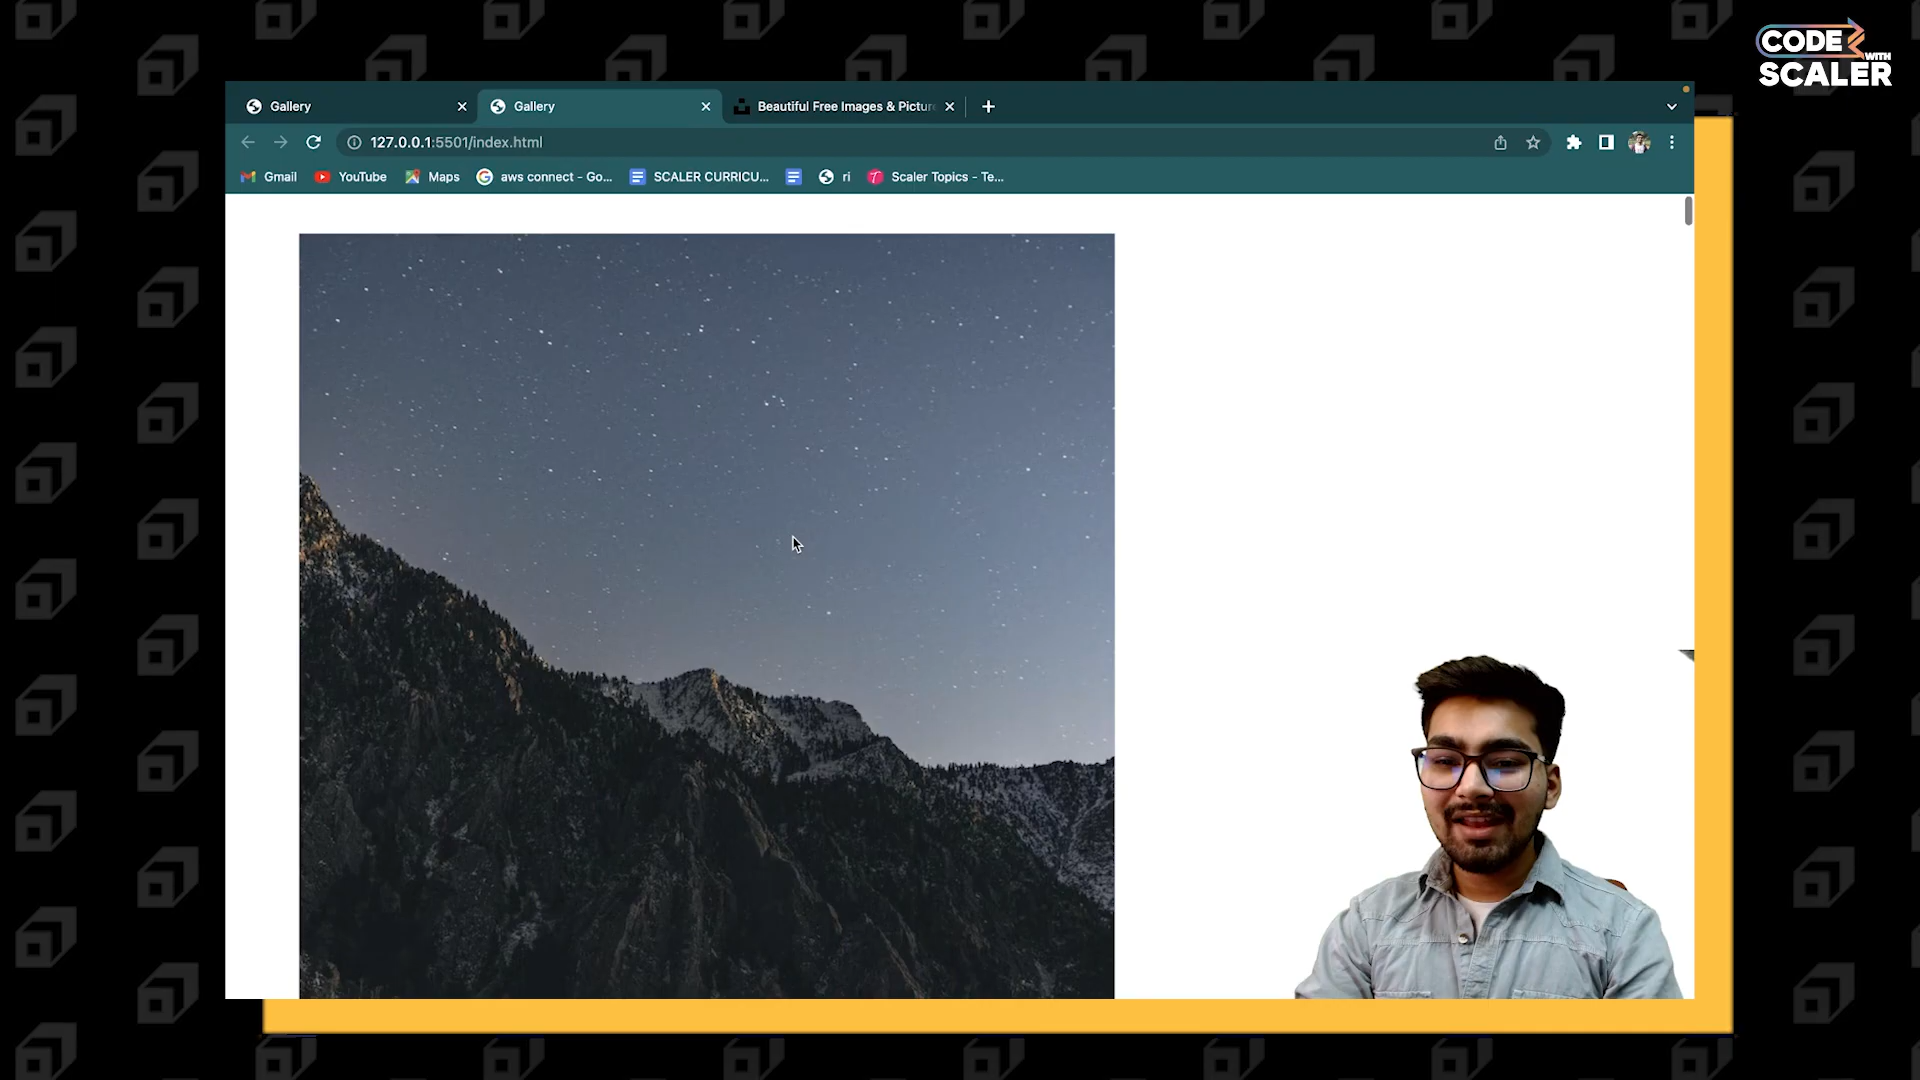 CODE
WITH
SCALER
Gallery
Gallery
Beautiful Free Images & Pictur
127.0.0.1:5501/index.html
Gmail
YouTube
Maps
aws connect - Go...
SCALER CURRICU...
ri
Scaler Topics - Te...